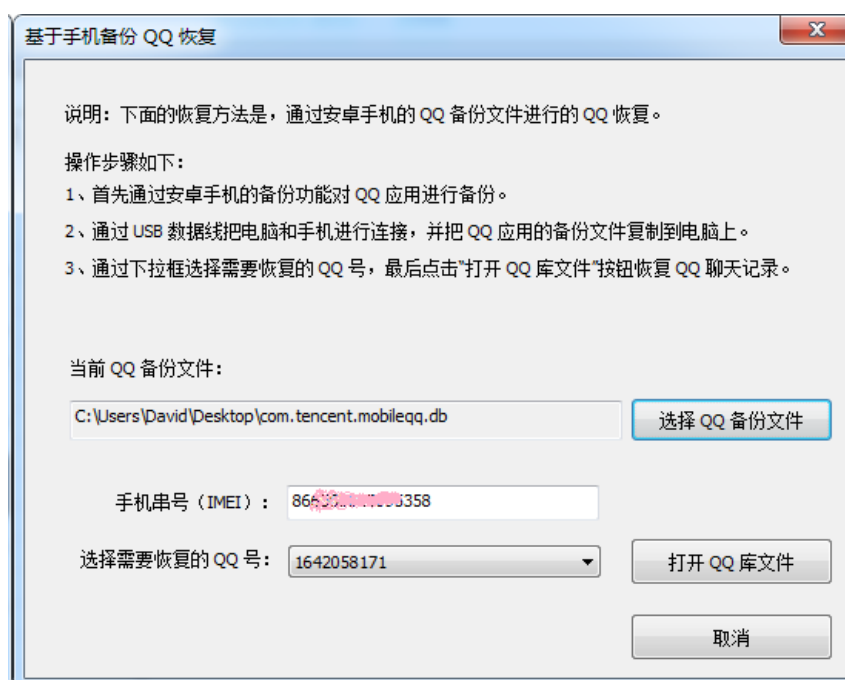 基于手机备份 QQ 恢复
说明：下面的恢复方法是，通过安卓手机的 QQ 备份文件进行的 QQ 恢复。
操作步骤如下：
1、首先通过安卓手机的备份功能对 QQ 应用进行备份。
2、通过 USB 数据线把电脑和手机进行连接，并把 QQ 应用的备份文件复制到电脑上。
3、通过下拉框选择需要恢复的 QQ 号，最后点击"打开 QQ 库文件"按钮恢复 QQ 聊天记录。
当前 QQ 备份文件：
C:\Users\David\Desktop\com.tencent.mobileqq.db
选择 QQ 备份文件
手机串号（IMEI）：
选择需要恢复的 QQ 号：
1642058171
打开 QQ 库文件
取消